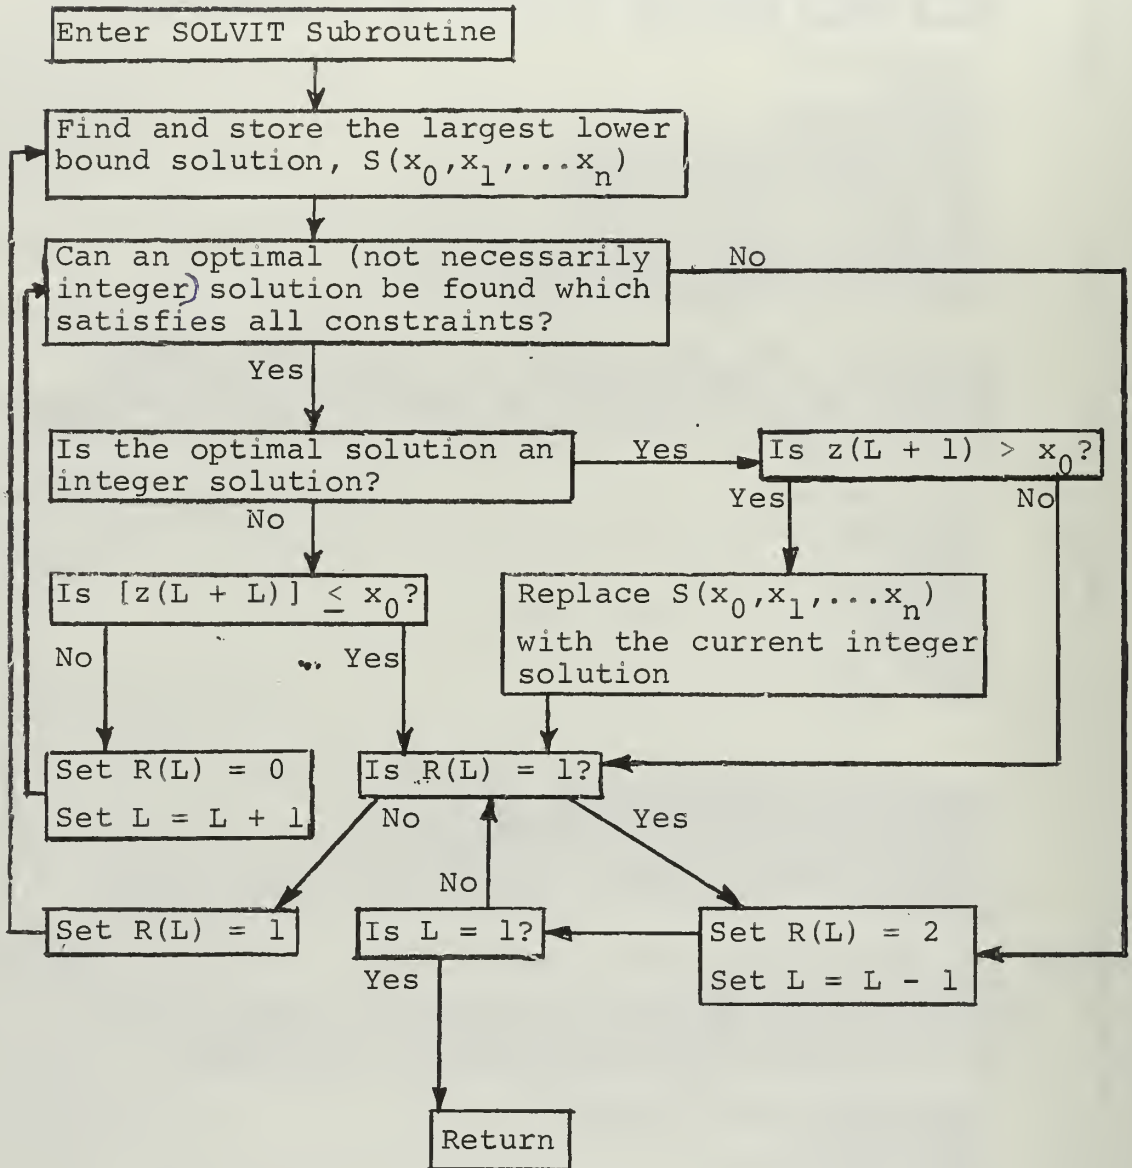 Enter SOLVIT Subroutine
Find and store the largest lower
bound solution, S(x₀,x₁,...xₙ)
Can an optimal (not necessarily
integer) solution be found which
satisfies all constraints?
No
Yes
Is the optimal solution an
integer solution?
Yes
Is z(L + 1) > x₀?
Yes
No
No
Is [z(L + L)] ≤ x₀?
Replace S(x₀,x₁,...xₙ)
with the current integer
solution
No
Yes
Set R(L) = 0
Set L = L + 1
Is R(L) = 1?
No
Yes
No
Set R(L) = 1
Is L = 1?
Set R(L) = 2
Set L = L - 1
Yes
Return